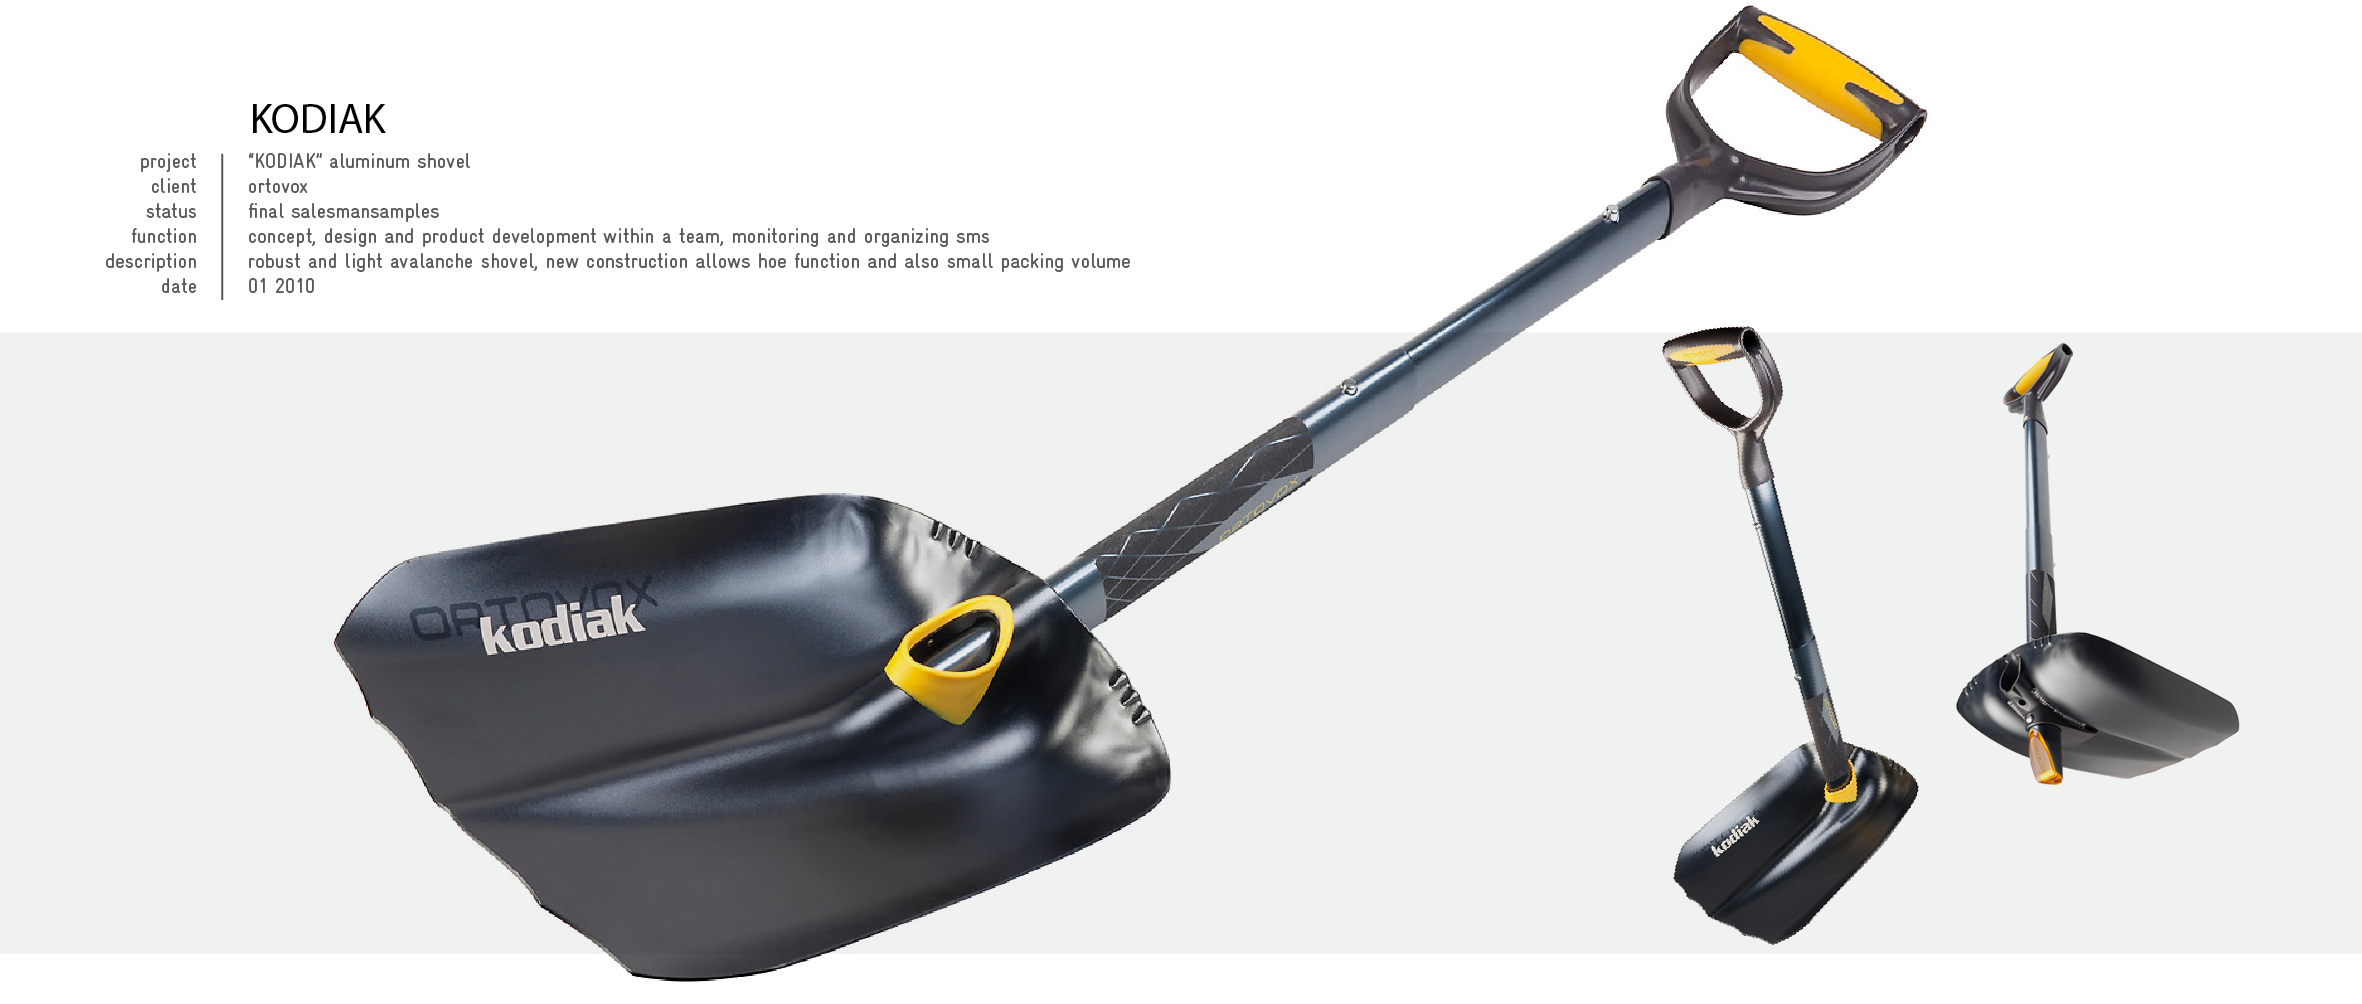 KODIAK
project "KODIAK" aluminum shovel
client ortovox
status final salesmansamples
function concept, design and product development within a team, monitoring and organizing sms
description robust and light avalanche shovel, new construction allows hoe function and also small packing volume
date 01 2010
ORTOVOX
ORTOVOX
kodiak
kodiak